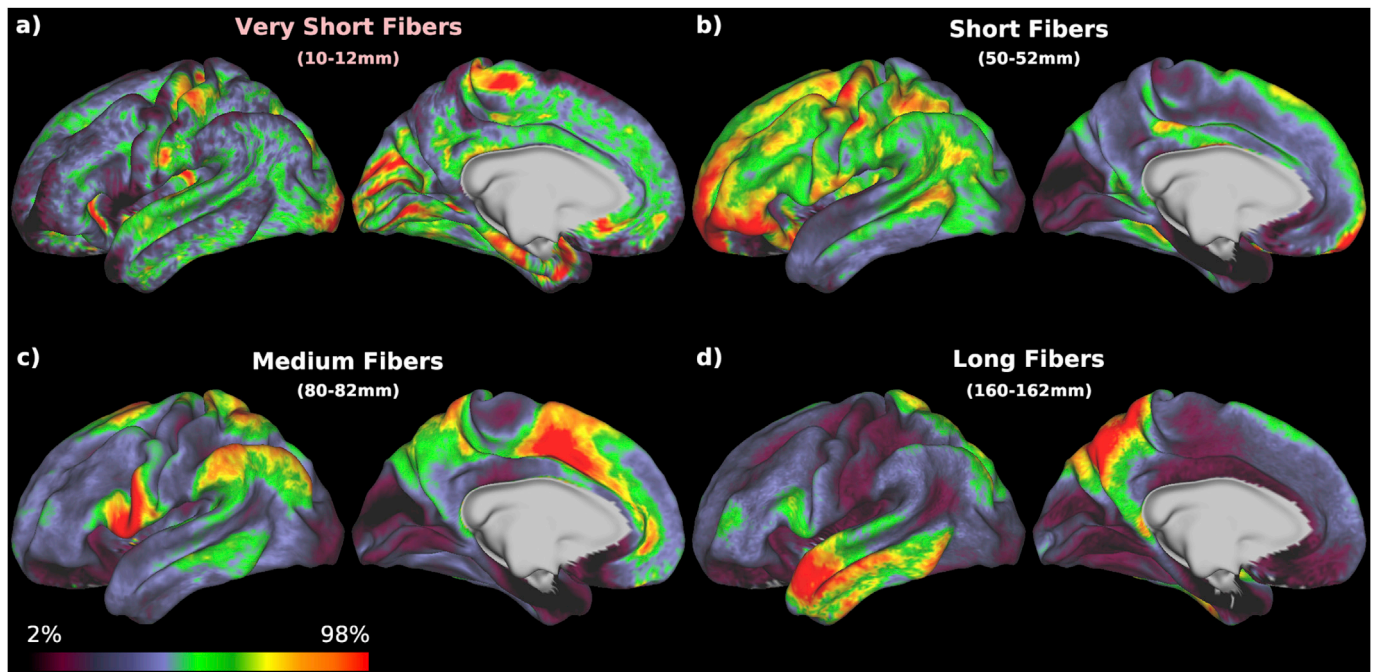 a)
Very Short Fibers
(10-12mm)
b)
Short Fibers
(50-52mm)
c)
Medium Fibers
(80-82mm)
d)
Long Fibers
(160-162mm)
2%
98%